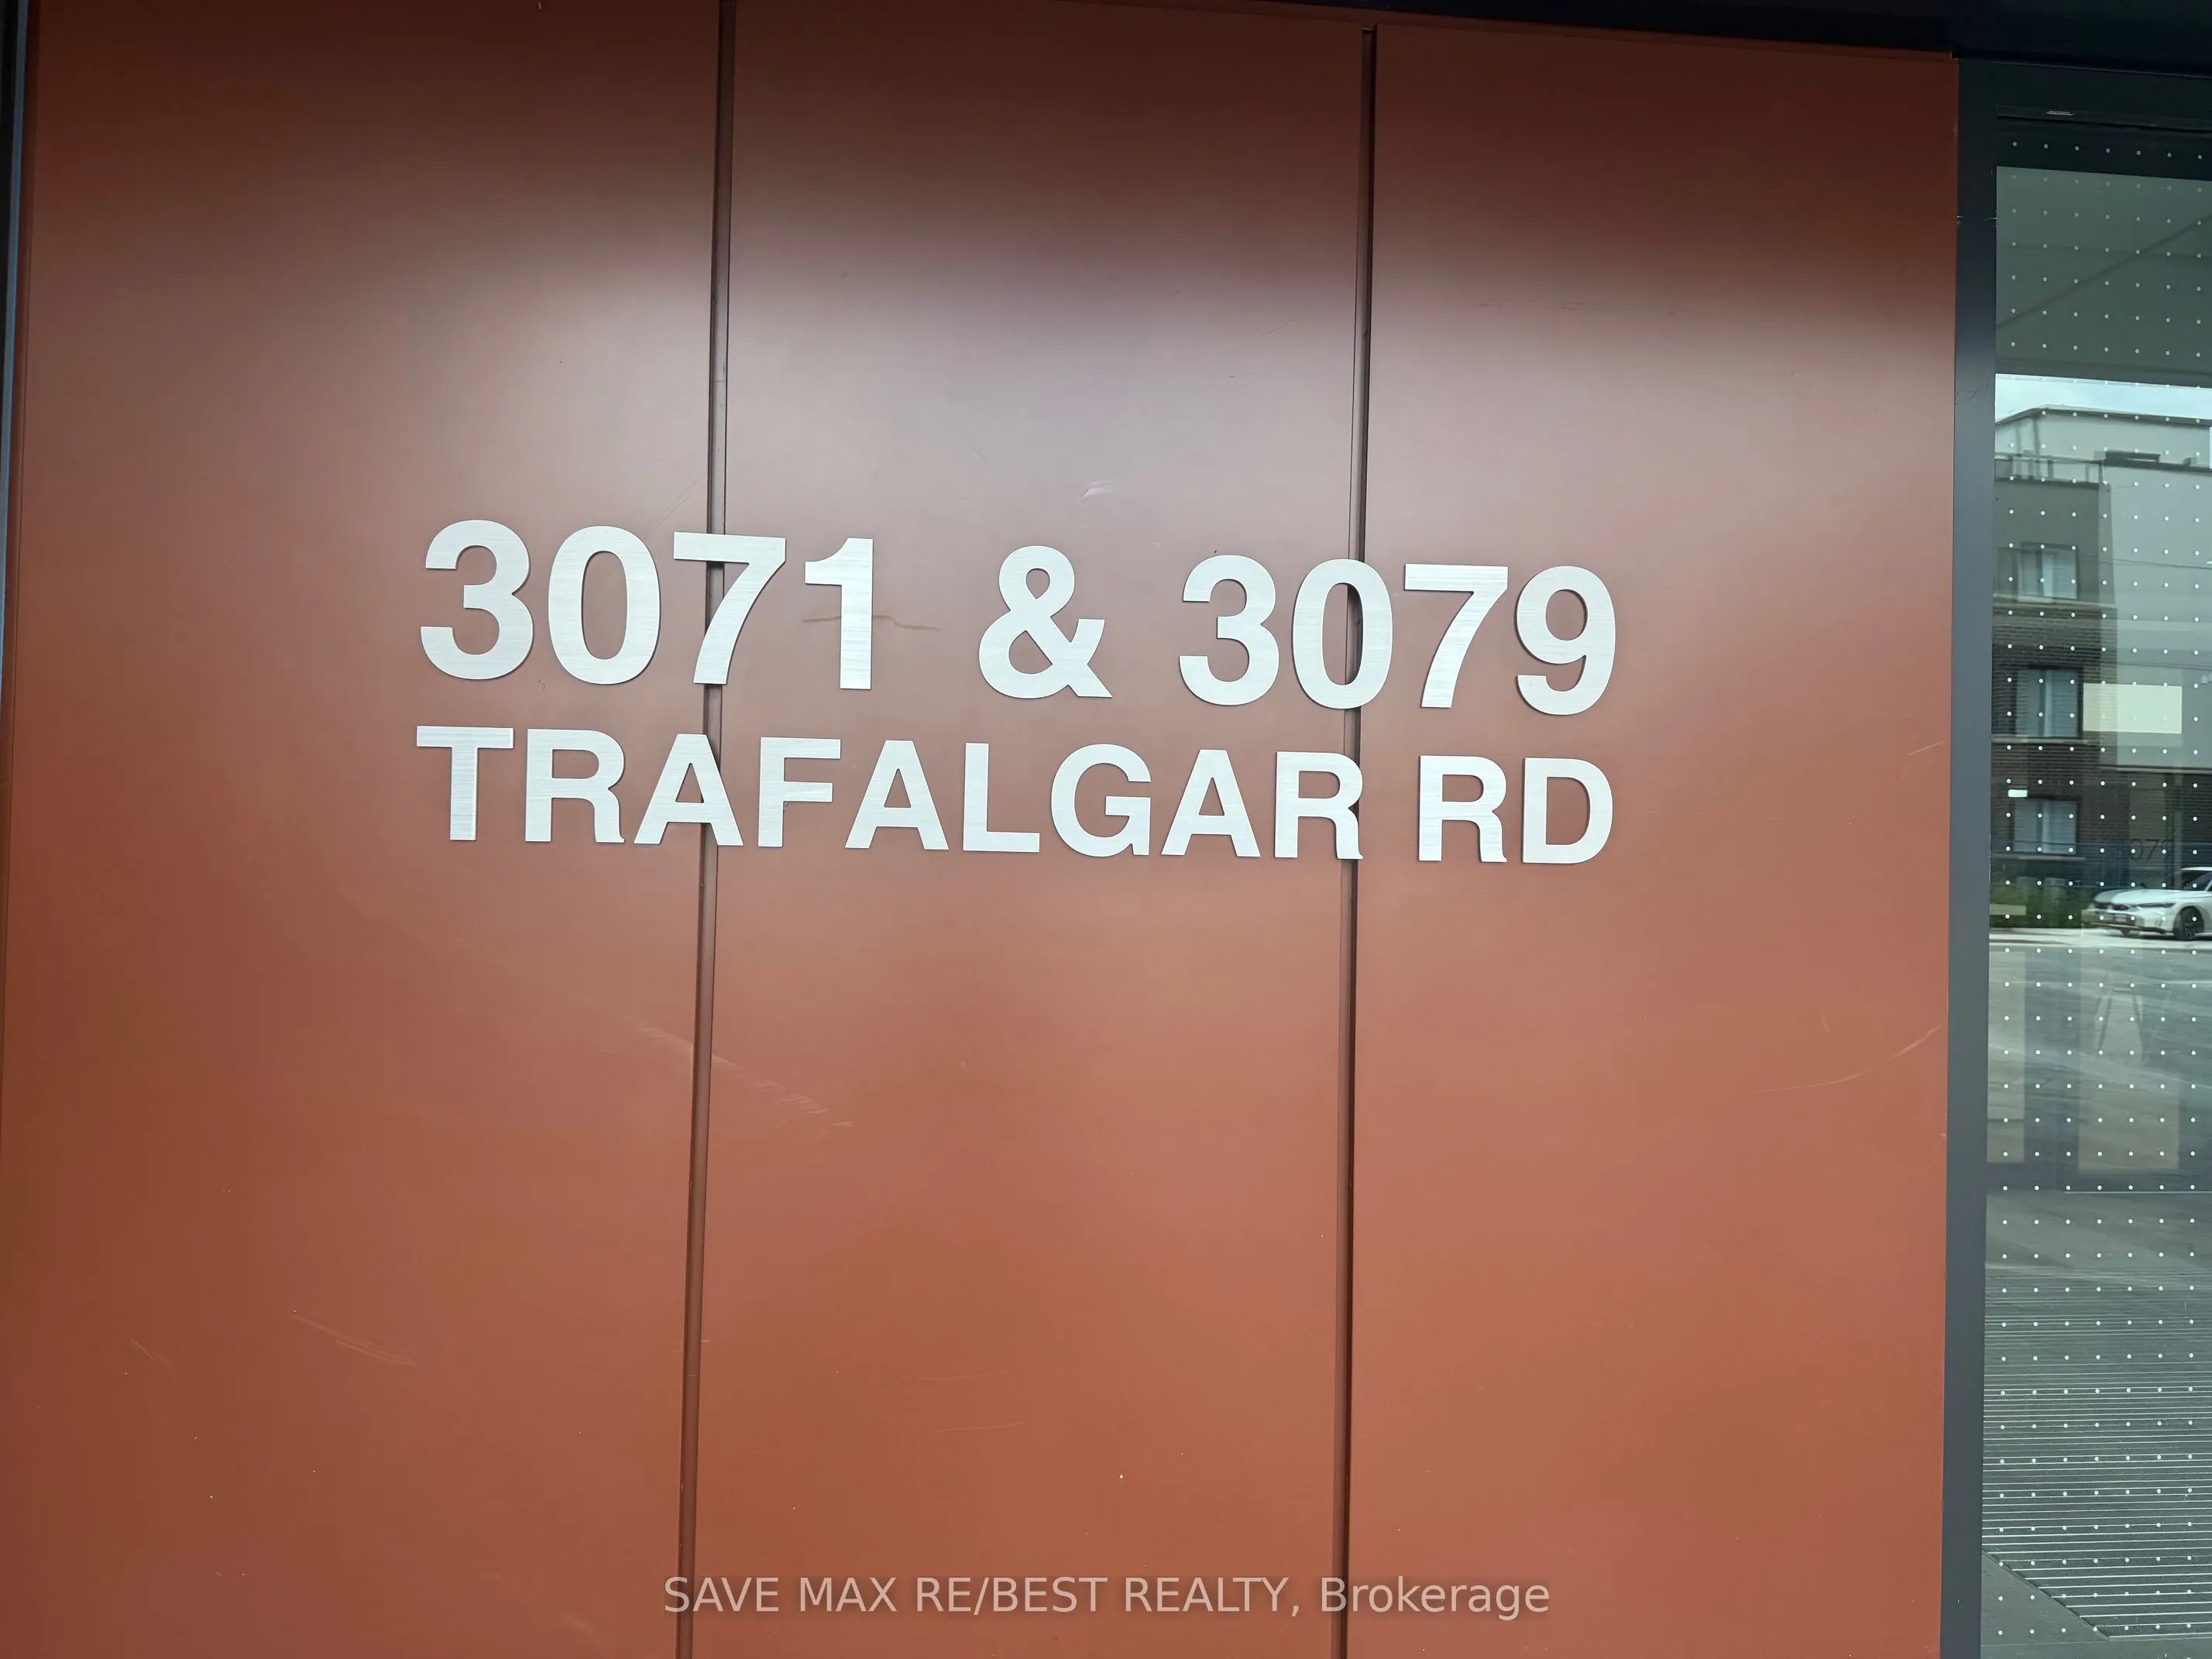 3071 & 3079
TRAFALGAR RD
SAVE MAX RE/BEST REALTY, Brokerage